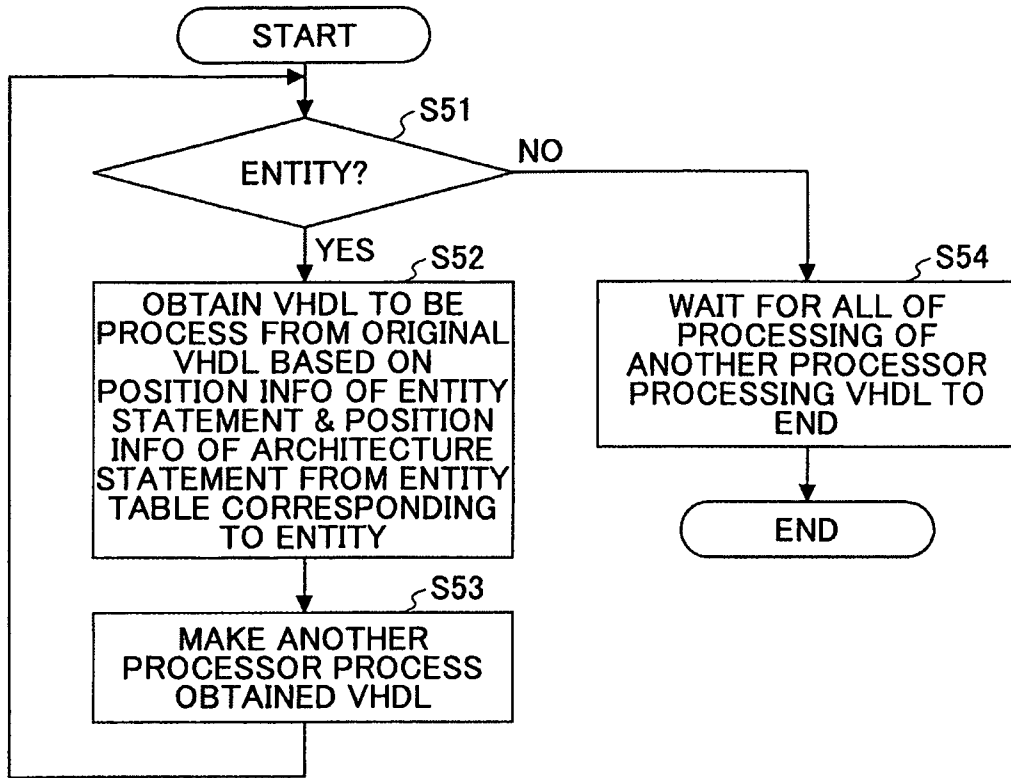 START
S51
ENTITY?
NO
YES
S52
OBTAIN VHDL TO BE
PROCESS FROM ORIGINAL
VHDL BASED ON
POSITION INFO OF ENTITY
STATEMENT & POSITION
INFO OF ARCHITECTURE
STATEMENT FROM ENTITY
TABLE CORRESPONDING
TO ENTITY
S54
WAIT FOR ALL OF
PROCESSING OF
ANOTHER PROCESSOR
PROCESSING VHDL TO
END
END
S53
MAKE ANOTHER
PROCESSOR PROCESS
OBTAINED VHDL